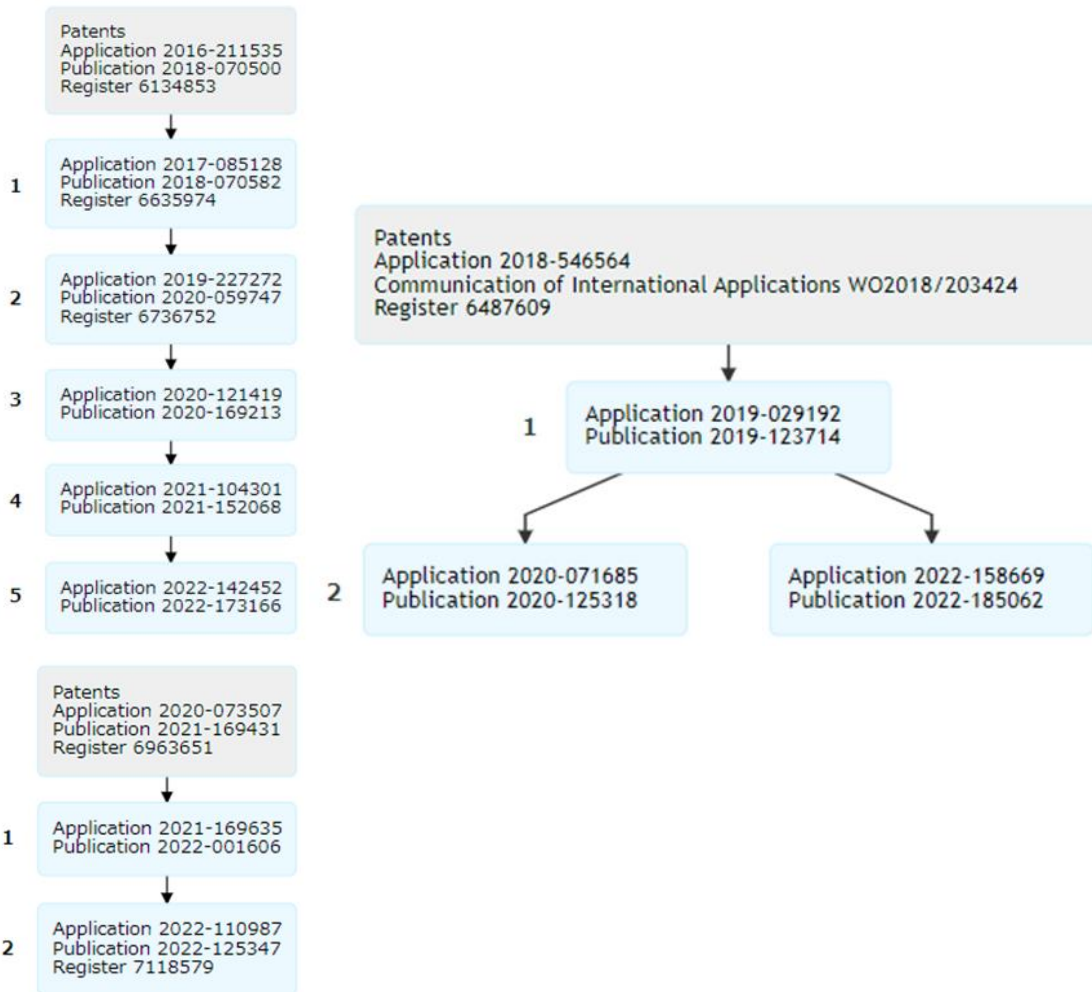 Patents
Application 2016-211535
Publication 2018-070500
Register 6134853
1
Application 2017-085128
Publication 2018-070582
Register 6635974
2
Application 2019-227272
Publication 2020-059747
Register 6736752
3
Application 2020-121419
Publication 2020-169213
4
Application 2021-104301
Publication 2021-152068
5
Application 2022-142452
Publication 2022-173166
Patents
Application 2018-546564
Communication of International Applications WO2018/203424
Register 6487609
1
Application 2019-029192
Publication 2019-123714
2
Application 2020-071685
Publication 2020-125318
Application 2022-158669
Publication 2022-185062
Patents
Application 2020-073507
Publication 2021-169431
Register 6963651
1
Application 2021-169635
Publication 2022-001606
2
Application 2022-110987
Publication 2022-125347
Register 7118579